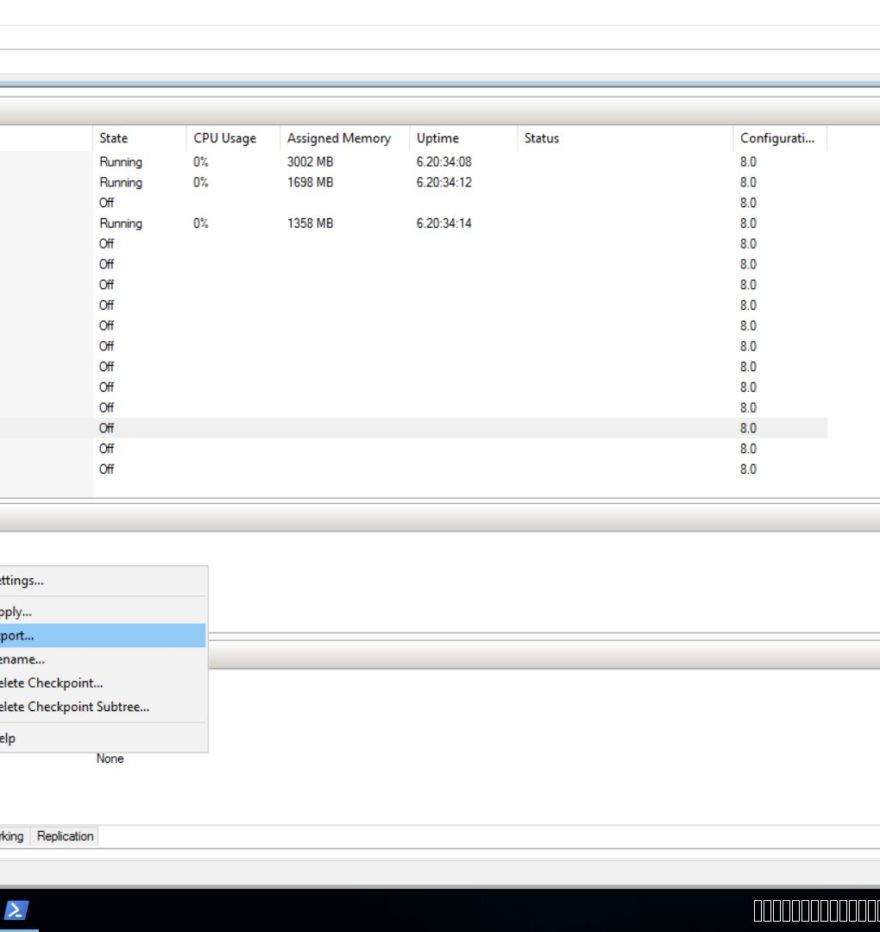 State CPU Usage Assigned Memory Uptime Status Configurati...
Running 0% 3002 MB 6.20:34:08 8.0
Running 0% 1698 MB 6.20:34:12 8.0
Off 8.0
Running 0% 1358 MB 6.20:34:14 8.0
Off 8.0
Off 8.0
Off 8.0
Off 8.0
Off 8.0
Off 8.0
Off 8.0
Off 8.0
Off 8.0
Off 8.0
Off 8.0
Off 8.0
ettings...
pply...
port...
ename...
elete Checkpoint...
elete Checkpoint Subtree...
elp
None
rking Replication